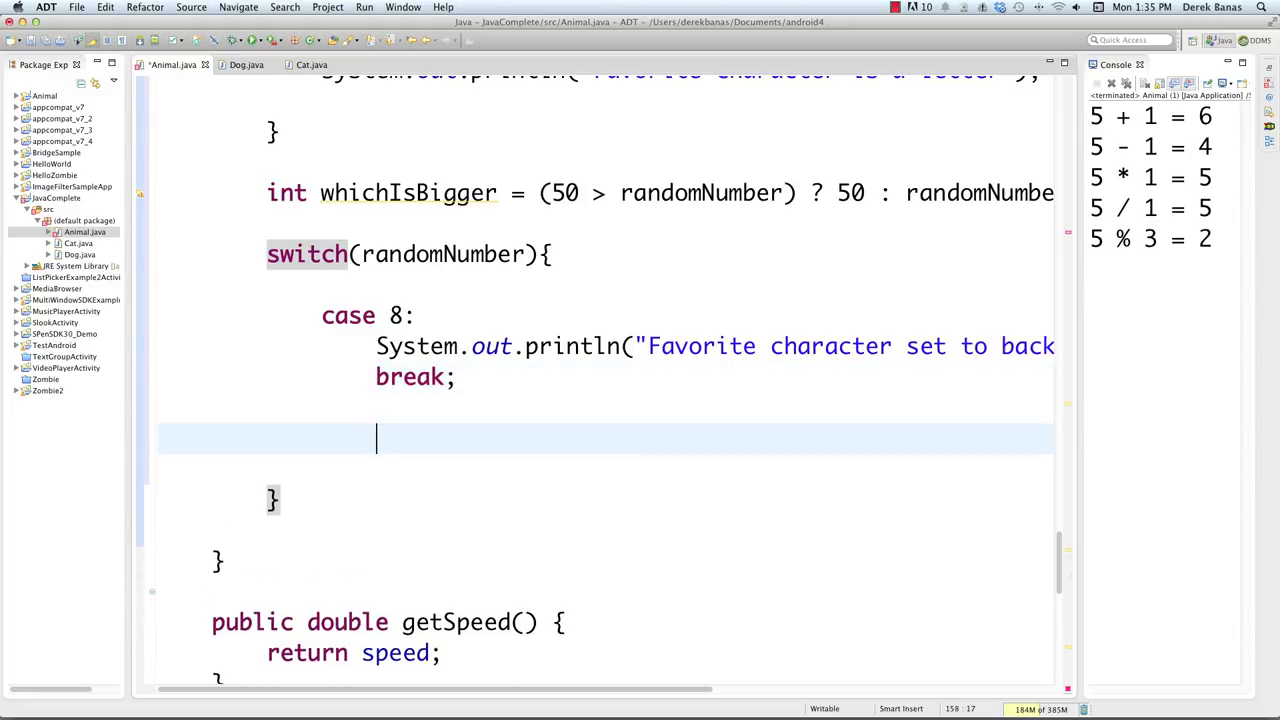 ADT File Edit Refactor Source Navigate Search Project Run Window Help 10 Mon 1:35 PM Derek Banas
Java – JavaComplete/src/Animal.java – ADT – /Users/derekbanas/Documents/android4
Quick Access Java DDMS
Package Exp *Animal.java Dog.java Cat.java Console
Animal
appcompat_v7
appcompat_v7_2
appcompat_v7_3
appcompat_v7_4
BridgeSample
HelloWorld
HelloZombie
ImageFilterSampleApp
JavaComplete
src
(default package)
Animal.java
Cat.java
Dog.java
JRE System Library [Ja
ListPickerExample2Activi
MediaBrowser
MultiWindowSDKExample
MusicPlayerActivity
SlookActivity
SPenSDK30_Demo
TestAndroid
TextGroupActivity
VideoPlayerActivity
Zombie
Zombie2
System.out.println("Favorite character is a letter");
}
int whichIsBigger = (50 > randomNumber) ? 50 : randomNumbe
switch(randomNumber){
case 8:
System.out.println("Favorite character set to back
break;
}
}
public double getSpeed() {
return speed;
}
<terminated> Animal (1) [Java Application] /S
5 + 1 = 6
5 - 1 = 4
5 * 1 = 5
5 / 1 = 5
5 % 3 = 2
Writable Smart Insert 158 : 17 184M of 385M